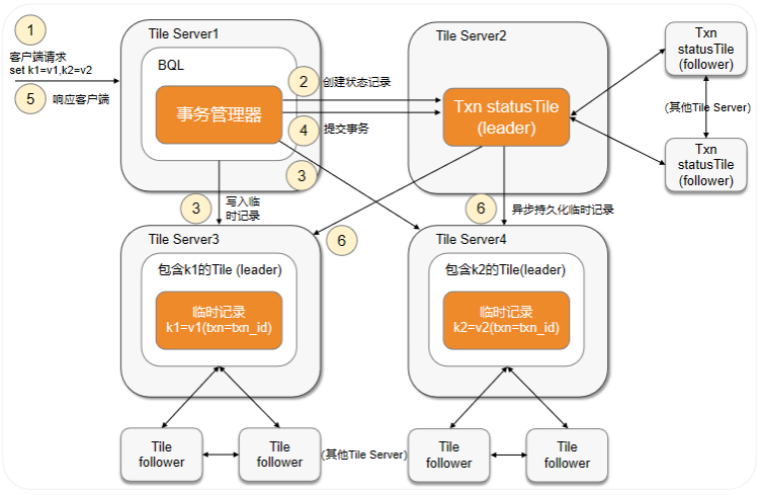 1
客户端请求
set k1=v1,k2=v2
5
响应客户端
Tile Server1
BQL
事务管理器
2
创建状态记录
4
提交事务
3
3
写入临
时记录
Tile Server2
Txn statusTile
(leader)
Txn
statusTile
(follower)
(其他Tile Server)
Txn
statusTile
(follower)
6
6
异步持久化临时记录
Tile Server3
包含k1的Tile (leader)
临时记录
k1=v1(txn=txn_id)
Tile Server4
包含k2的Tile(leader)
临时记录
k2=v2(txn=txn_id)
Tile
follower
Tile
follower
(其他Tile Server)
Tile
follower
Tile
follower